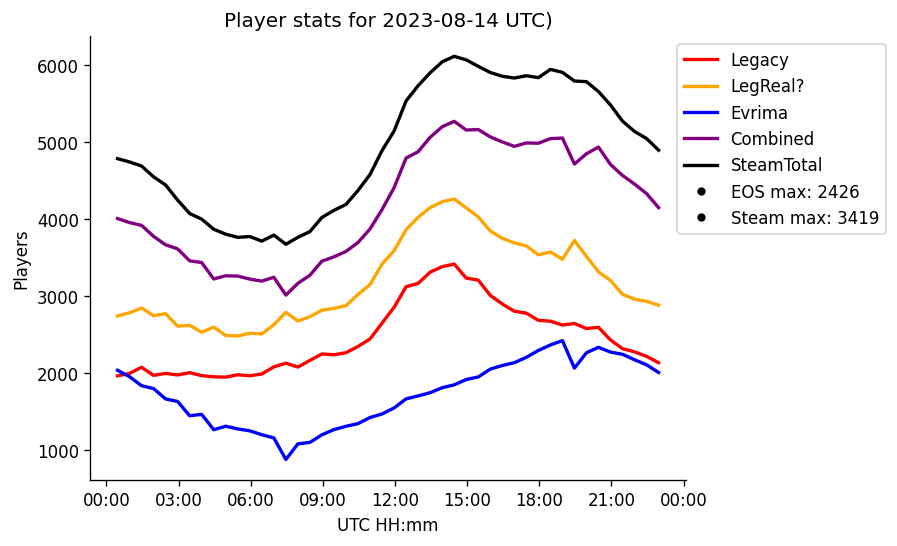 Player stats for 2023-08-14 UTC)
Players
6000
5000
4000
3000
2000
1000
00:00
03:00
06:00
09:00
12:00
15:00
18:00
21:00
00:00
UTC HH:mm
Legacy
LegReal?
Evrima
Combined
SteamTotal
EOS max: 2426
Steam max: 3419